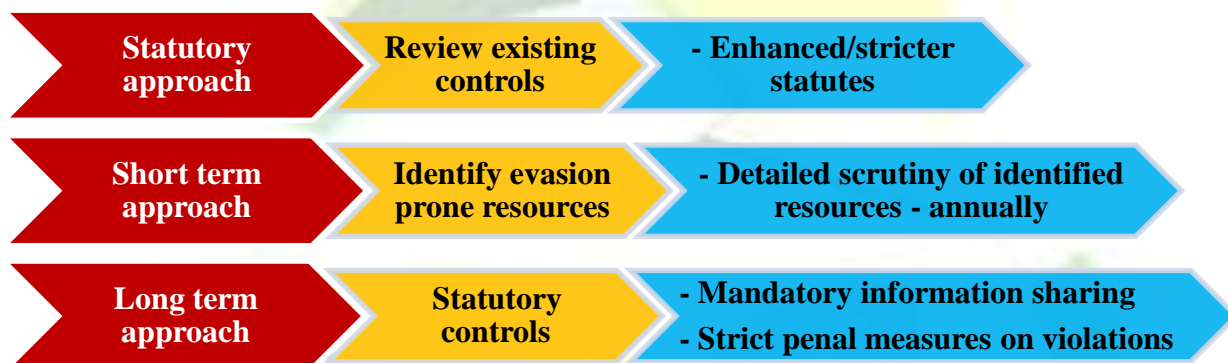 Statutory
approach
Review existing
controls
- Enhanced/stricter
statutes
Short term
approach
Identify evasion
prone resources
- Detailed scrutiny of identified
resources - annually
Long term
approach
Statutory
controls
- Mandatory information sharing
- Strict penal measures on violations